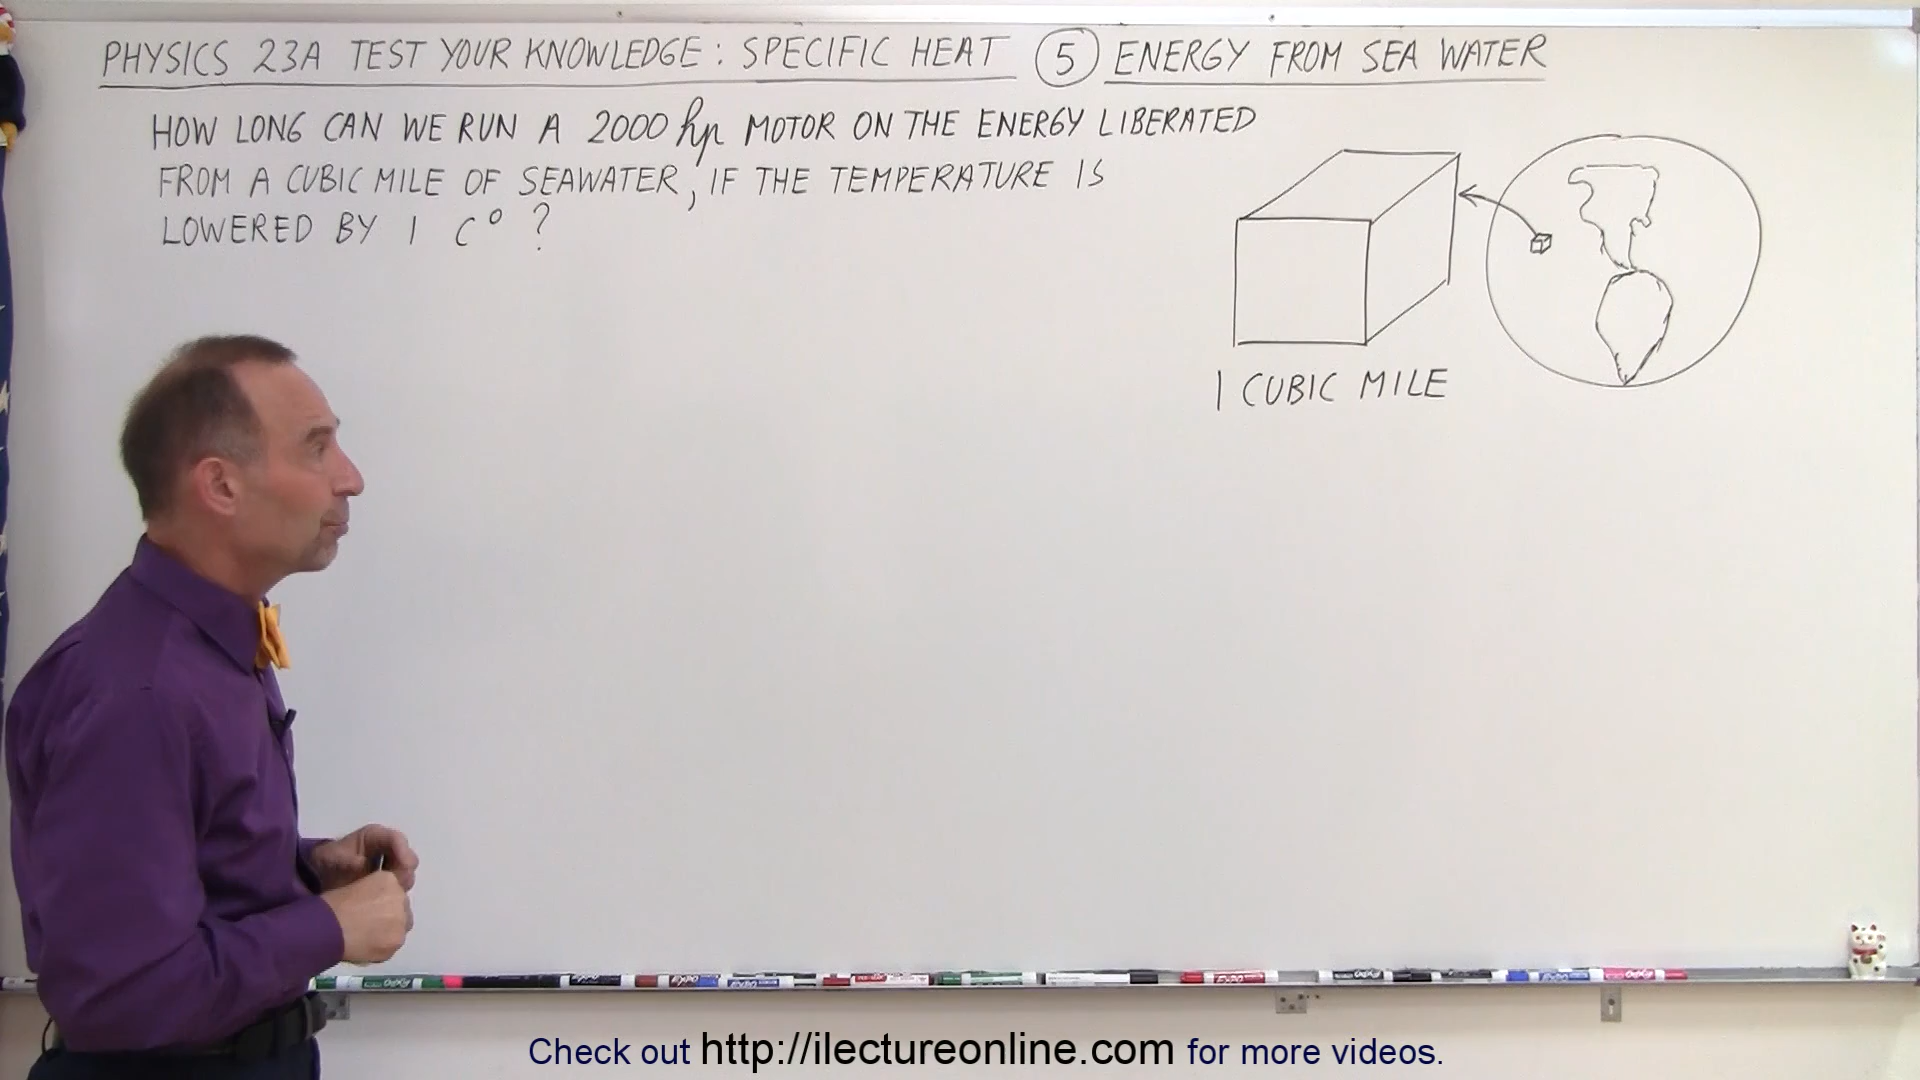 PHYSICS 23A TEST YOUR KNOWLEDGE: SPECIFIC HEAT 5 ENERGY FROM SEA WATER
HOW LONG CAN WE RUN A 2000 hp MOTOR ON THE ENERGY LIBERATED
FROM A CUBIC MILE OF SEAWATER, IF THE TEMPERATURE IS
LOWERED BY 1 C° ?
1 CUBIC MILE
Check out http://ilectureonline.com for more videos.